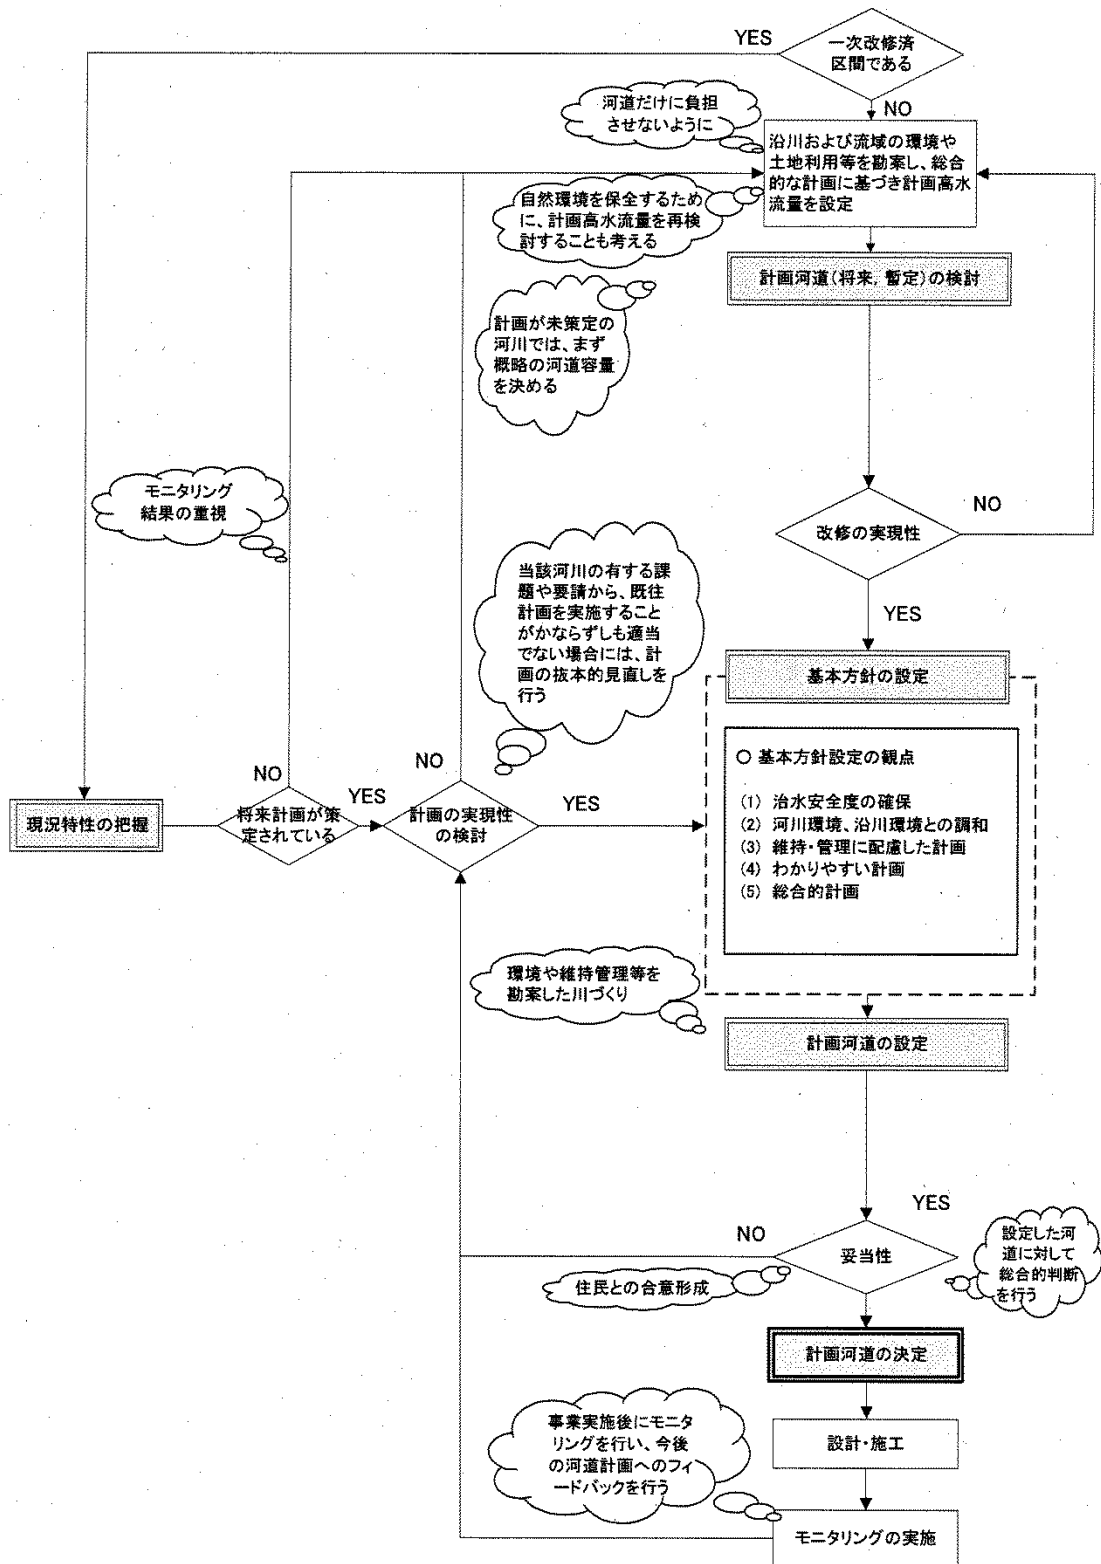 YES
一次改修済
区間である
NO
河道だけに負担
させないように
沿川および流域の環境や
土地利用等を勘案し、総合
的な計画に基づき計画高水
流量を設定
自然環境を保全するため
に、計画高水流量を再検
討することも考える
計画河道(将来, 暫定)の検討
計画が未策定の
河川では、まず
概略の河道容量
を決める
モニタリング
結果の重視
改修の実現性
NO
YES
当該河川の有する課
題や要請から、既往
計画を実施すること
がかならずしも適当
でない場合には、計
画の抜本的見直しを
行う
基本方針の設定
○ 基本方針設定の観点
(1) 治水安全度の確保
(2) 河川環境、沿川環境との調和
(3) 維持・管理に配慮した計画
(4) わかりやすい計画
(5) 総合的計画
現況特性の把握
NO
将来計画が策
定されている
YES
NO
計画の実現性
の検討
YES
環境や維持管理等を
勘案した川づくり
計画河道の設定
YES
NO
妥当性
設定した河
道に対して
総合的判断
を行う
住民との合意形成
計画河道の決定
事業実施後にモニタ
リングを行い、今後
の河道計画へのフィ
ードバックを行う
設計・施工
モニタリングの実施